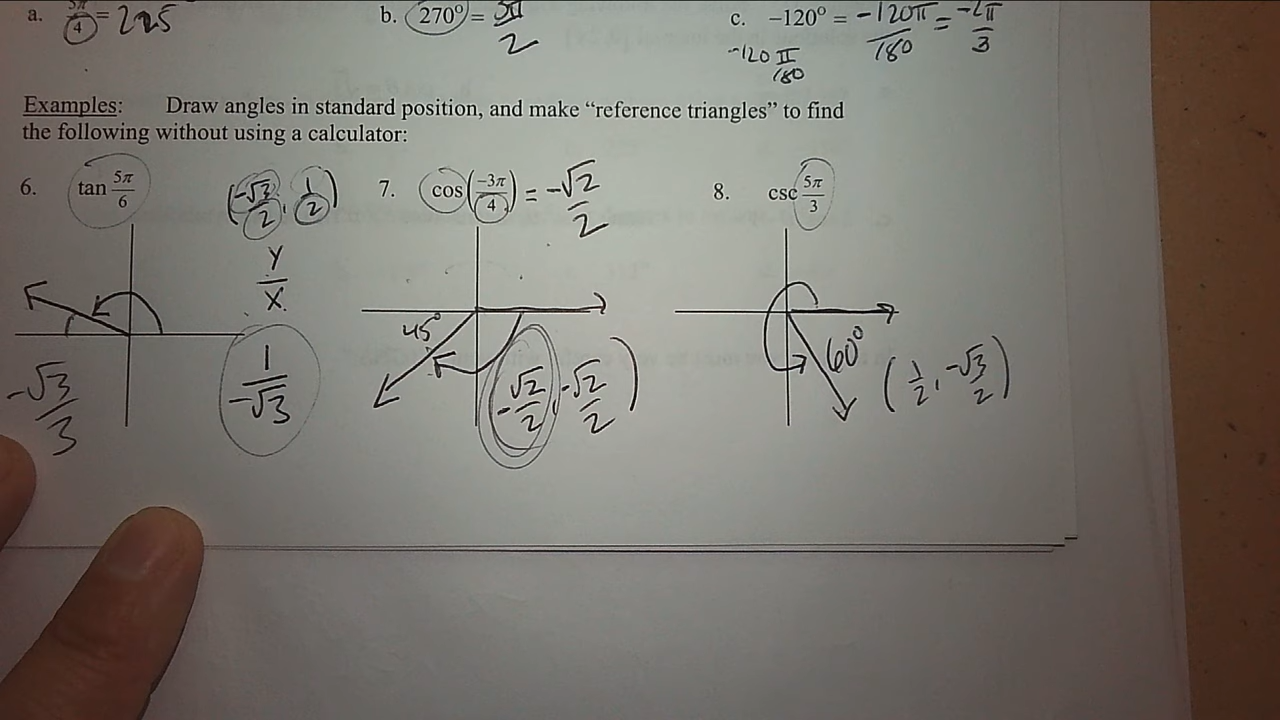 a. 5π/4 = 225
b. 270° = 3π/2
c. -120° = -120π/180 = -2π/3
-120 π/180
Examples: Draw angles in standard position, and make “reference triangles” to find
the following without using a calculator:
6. tan 5π/6
(-√3/2, 1/2)
Y/X
1/-√3
-√3/3
7. cos(-3π/4) = -√2/2
45°
(-√2/2, -√2/2)
8. csc 5π/3
60°
(1/2, -√3/2)